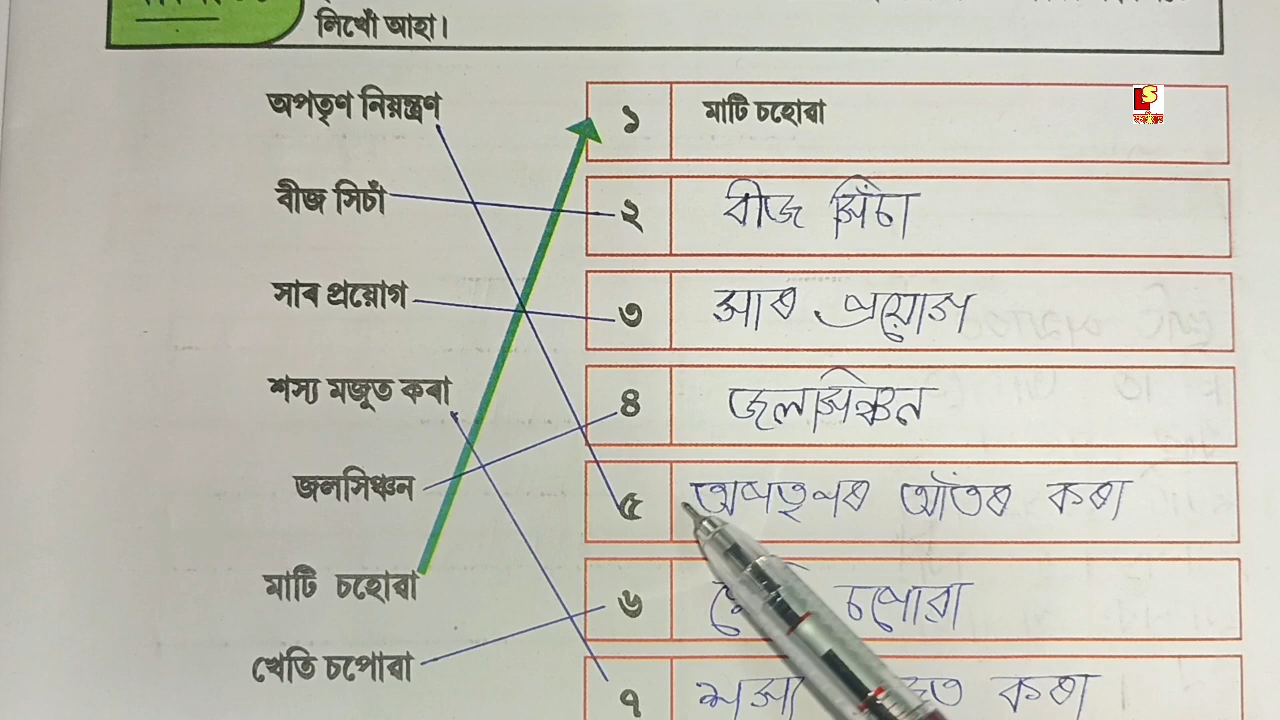 লিখোঁ আহা।
অপতৃণ নিয়ন্ত্ৰণ
১ মাটি চহোৱা
বীজ সিচাঁ
২ বীজ সিঁচা
সাৰ প্ৰয়োগ
৩ সাৰ প্ৰয়োগ
শস্য মজুত কৰা
৪ জলসিঞ্চন
জলসিঞ্চন
৫ অপতৃণৰ আঁতৰ কৰা
মাটি চহোৱা
৬ চপোৱা
খেতি চপোৱা
৭ শস্য কৰা